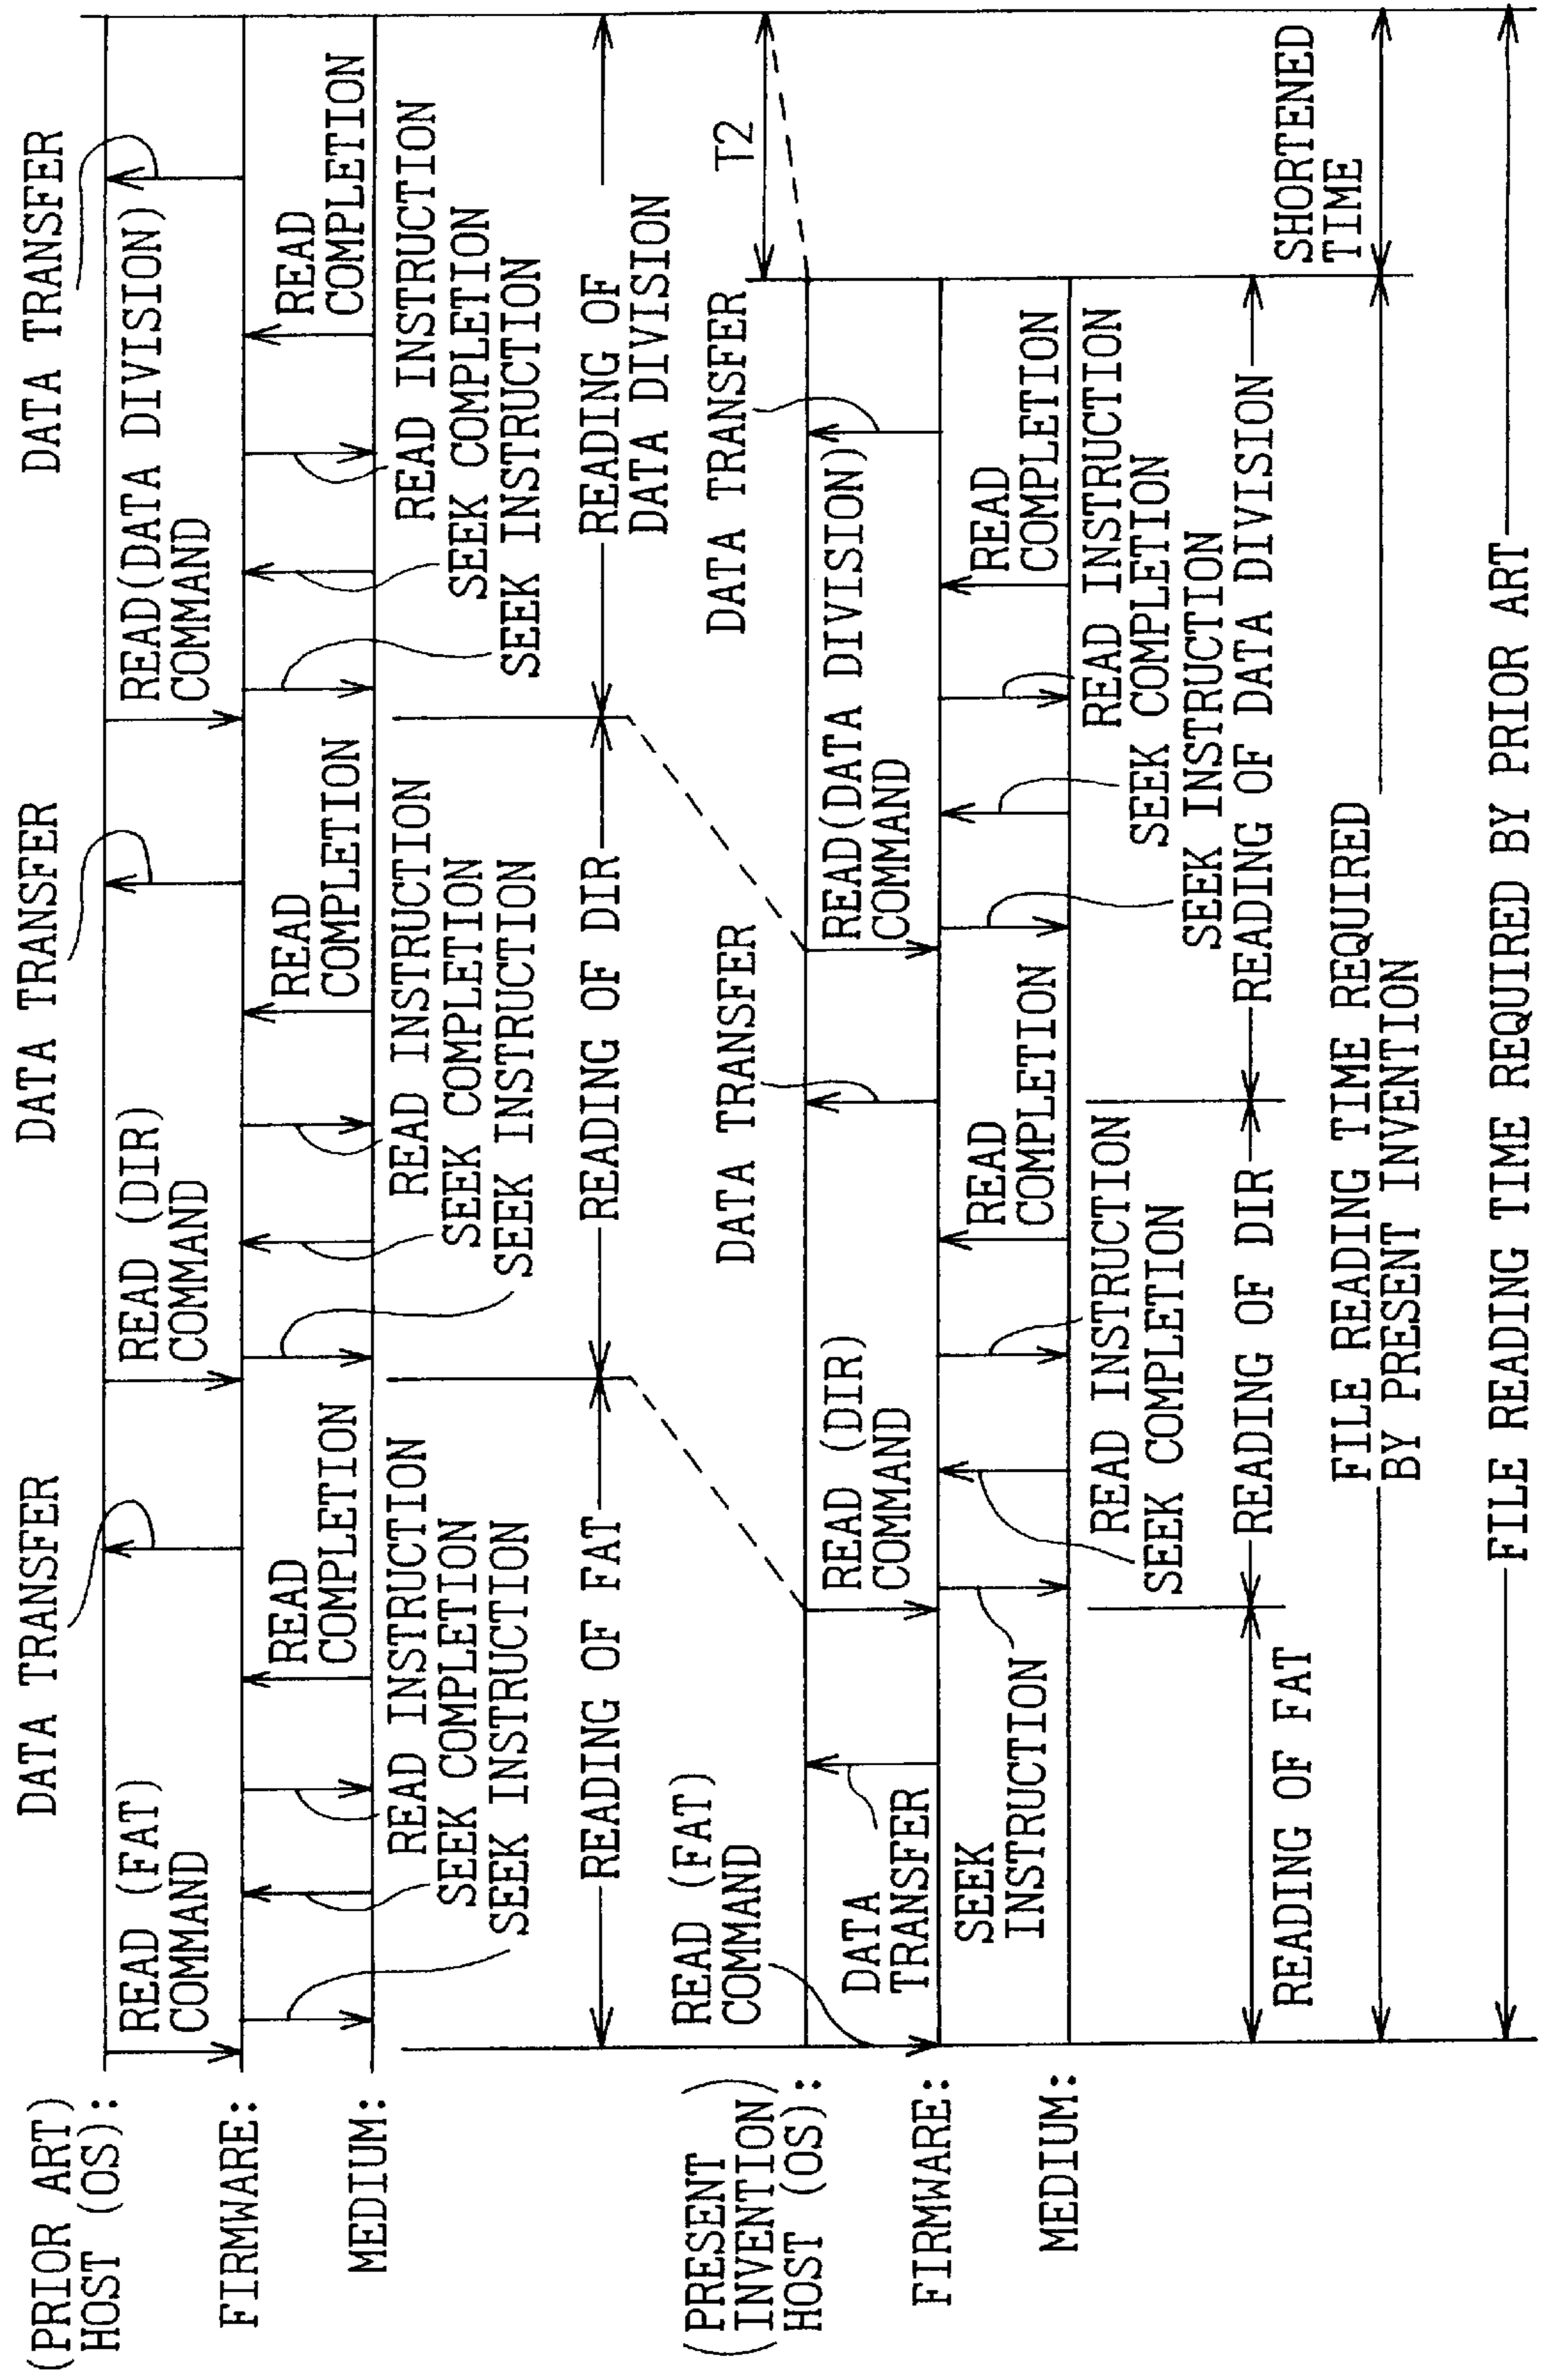 (PRIOR ART)
HOST (OS):
FIRMWARE:
MEDIUM:
DATA TRANSFER
DATA TRANSFER
DATA TRANSFER
READ (FAT)
COMMAND
READ (DIR)
COMMAND
READ(DATA DIVISION)
COMMAND
READ
COMPLETION
READ
COMPLETION
READ
COMPLETION
READ INSTRUCTION
SEEK COMPLETION
SEEK INSTRUCTION
READ INSTRUCTION
SEEK COMPLETION
SEEK INSTRUCTION
READ INSTRUCTION
SEEK COMPLETION
SEEK INSTRUCTION
READING OF FAT
READING OF DIR
READING OF
DATA DIVISION
(PRESENT
INVENTION)
HOST (OS):
FIRMWARE:
MEDIUM:
READ (FAT)
COMMAND
DATA TRANSFER
DATA TRANSFER
T2
DATA
TRANSFER
READ (DIR)
COMMAND
READ(DATA DIVISION)
COMMAND
SEEK
INSTRUCTION
READ
COMPLETION
READ
COMPLETION
READ INSTRUCTION
SEEK COMPLETION
READ INSTRUCTION
SEEK COMPLETION
SEEK INSTRUCTION
READING OF FAT
READING OF DIR
READING OF DATA DIVISION
SHORTENED
TIME
FILE READING TIME REQUIRED
BY PRESENT INVENTION
FILE READING TIME REQUIRED BY PRIOR ART